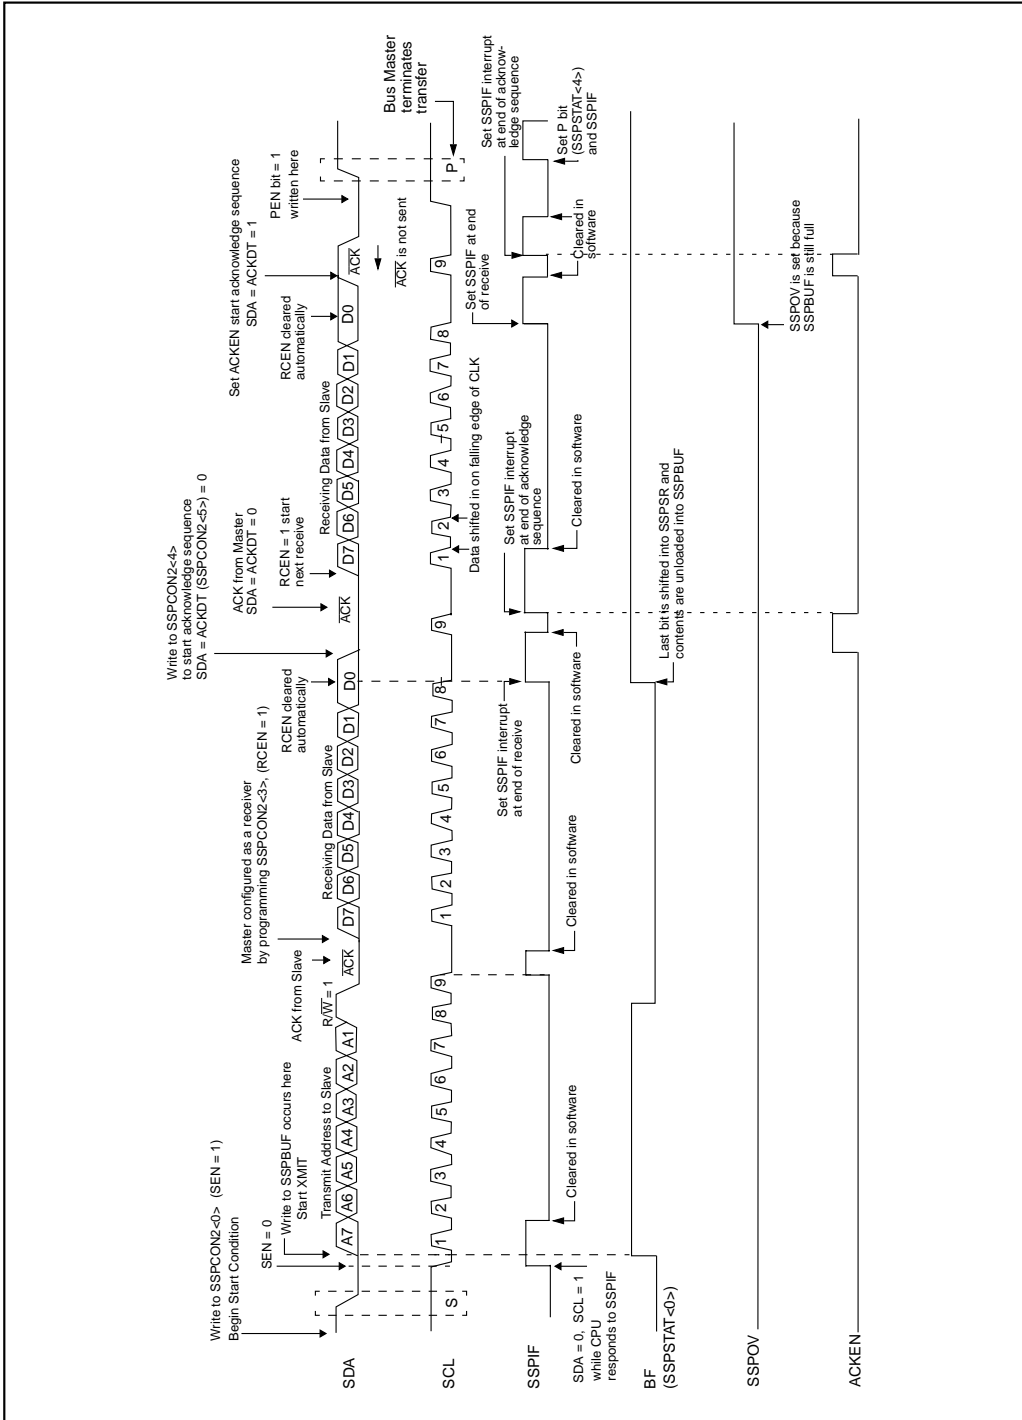 Write to SSPCON2<0> (SEN = 1)
Begin Start Condition
SEN = 0
Write to SSPBUF occurs here
Start XMIT
ACK from Slave
Master configured as a receiver
by programming SSPCON2<3>, (RCEN = 1)
RCEN cleared
automatically
Write to SSPCON2<4>
to start acknowledge sequence
SDA = ACKDT (SSPCON2<5>) = 0
ACK from Master
SDA = ACKDT = 0
RCEN = 1 start
next receive
RCEN cleared
automatically
Set ACKEN start acknowledge sequence
SDA = ACKDT = 1
PEN bit = 1
written here
Transmit Address to Slave
R/W = 1
Receiving Data from Slave
Receiving Data from Slave
SDA
A7 A6 A5 A4 A3 A2 A1
ACK
D7 D6 D5 D4 D3 D2 D1 D0
ACK
D7 D6 D5 D4 D3 D2 D1 D0
ACK
ACK is not sent
Bus Master
terminates
transfer
SCL
S
1 2 3 4 5 6 7 8 9
1 2 3 4 5 6 7 8 9
1 2 3 4 5 6 7 8 9
P
Data shifted in on falling edge of CLK
Set SSPIF interrupt
at end of receive
Set SSPIF interrupt
at end of acknowledge
sequence
Set SSPIF at end
of receive
Set SSPIF interrupt
at end of acknow-
ledge sequence
SSPIF
SDA = 0, SCL = 1
while CPU
responds to SSPIF
Cleared in software
Cleared in software
Cleared in software
Cleared in software
Cleared in
software
Set P bit
(SSPSTAT<4>)
and SSPIF
BF
(SSPSTAT<0>)
Last bit is shifted into SSPSR and
contents are unloaded into SSPBUF
SSPOV
SSPOV is set because
SSPBUF is still full
ACKEN